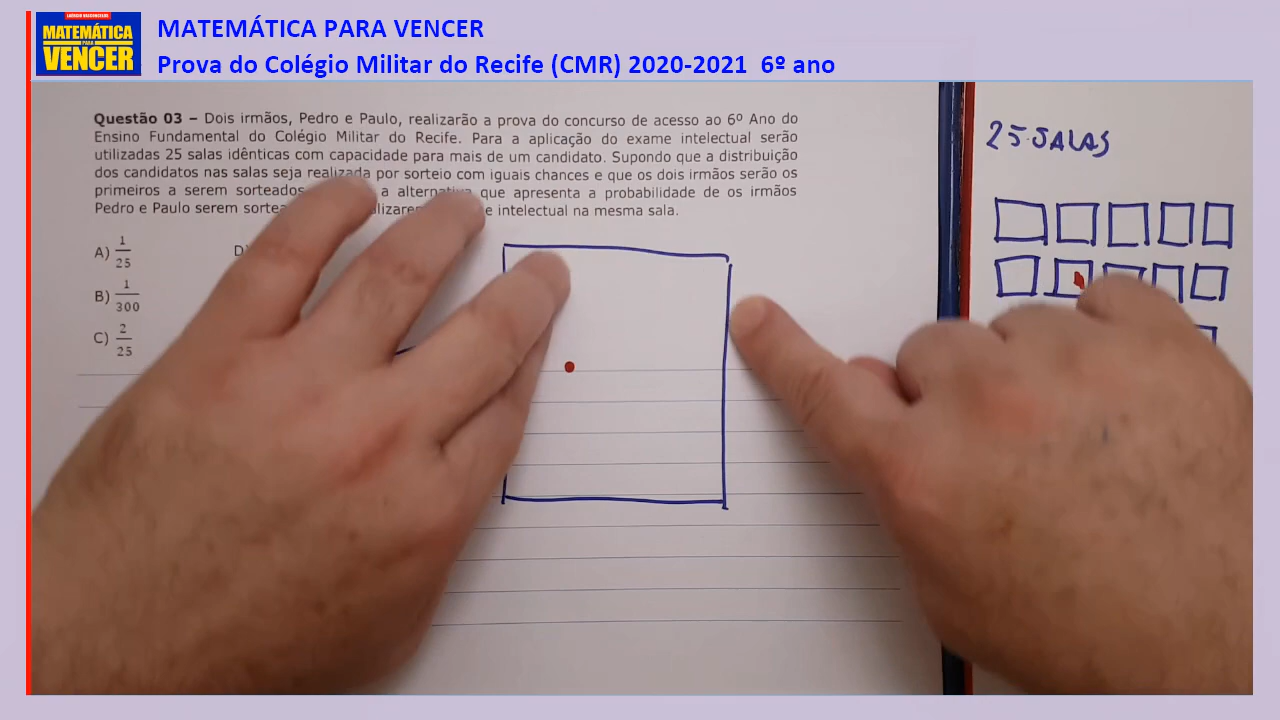 LAÉRCIO VASCONCELOS
MATEMÁTICA
PARA
VENCER
MATEMÁTICA PARA VENCER
Prova do Colégio Militar do Recife (CMR) 2020-2021 6º ano
Questão 03 – Dois irmãos, Pedro e Paulo, realizarão a prova do concurso de acesso ao 6º Ano do
Ensino Fundamental do Colégio Militar do Recife. Para a aplicação do exame intelectual serão
utilizadas 25 salas idênticas com capacidade para mais de um candidato. Supondo que a distribuição
dos candidatos nas salas seja realizada por sorteio com iguais chances e que os dois irmãos serão os
primeiros a serem sorteados a alternativa que apresenta a probabilidade de os irmãos
Pedro e Paulo serem intelectual na mesma sala.
A) 1/25
D)
B) 1/300
C) 2/25
25 SALAS